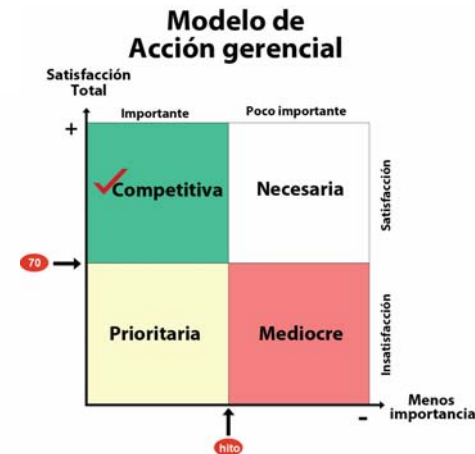 Modelo de
Acción gerencial
Satisfacción
Total
Importante
Poco importante
+
Competitiva
Necesaria
Satisfacción
70
Prioritaria
Mediocre
Insatisfacción
-
Menos
importancia
hito